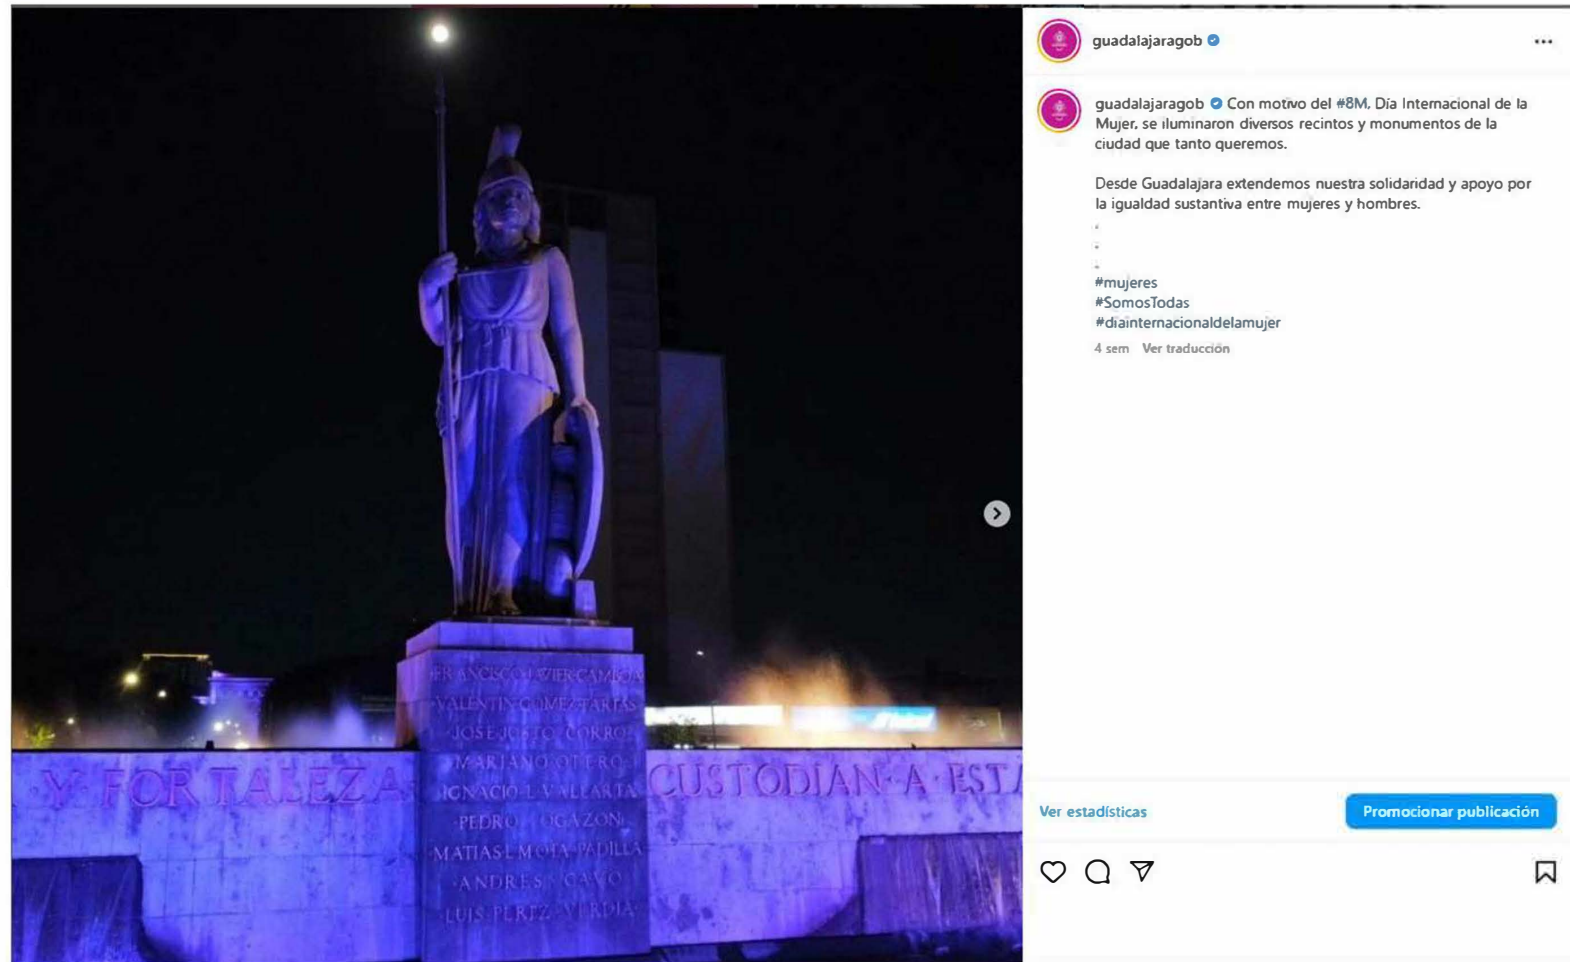 guadalajaragob
guadalajaragob Con motivo del #8M, Día Internacional de la
Mujer, se iluminaron diversos recintos y monumentos de la
ciudad que tanto queremos.
Desde Guadalajara extendemos nuestra solidaridad y apoyo por
la igualdad sustantiva entre mujeres y hombres.
.
.
.
#mujeres
#SomosTodas
#diainternacionaldelamujer
4 sem Ver traducción
Ver estadísticas
Promocionar publicación
FRANCISCO JAVIER GAMBOA
VALENTIN GOMEZ FARIAS
·JOSE JUSTO CORRO·
MARIANO OTERO·
IGNACIO L VALLARTA
·PEDRO OGAZON
MATIAS L MOTA PADILLA
·ANDRES CAVO
·LUIS PEREZ VERDIA·
Y·FORTALEZA CUSTODIAN·A·ESTA